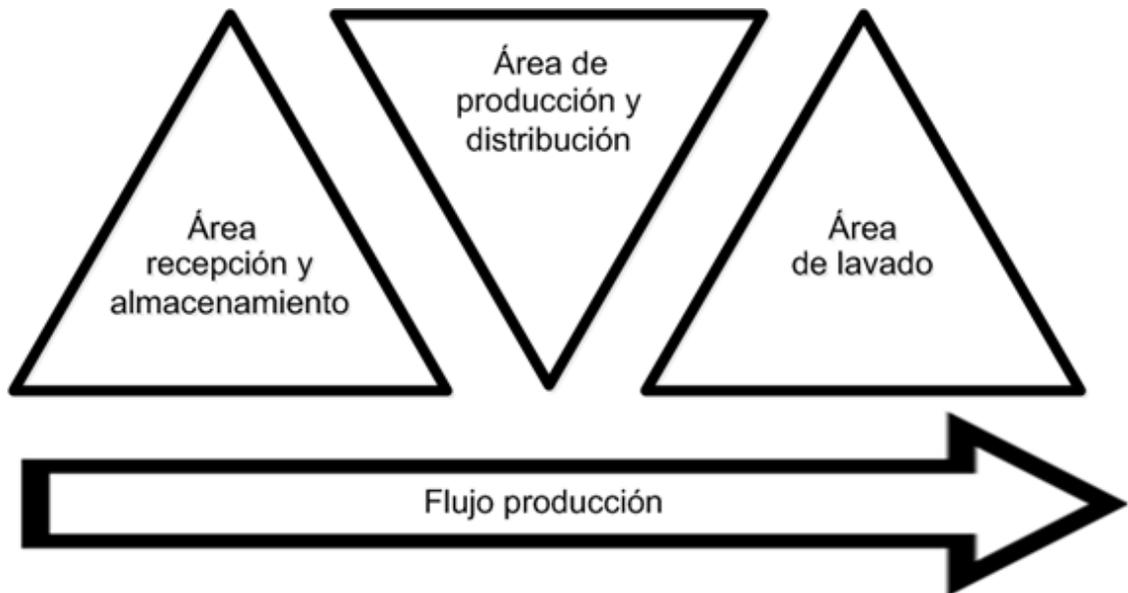 Área
recepción y
almacenamiento
Área de
producción y
distribución
Área
de lavado
Flujo producción